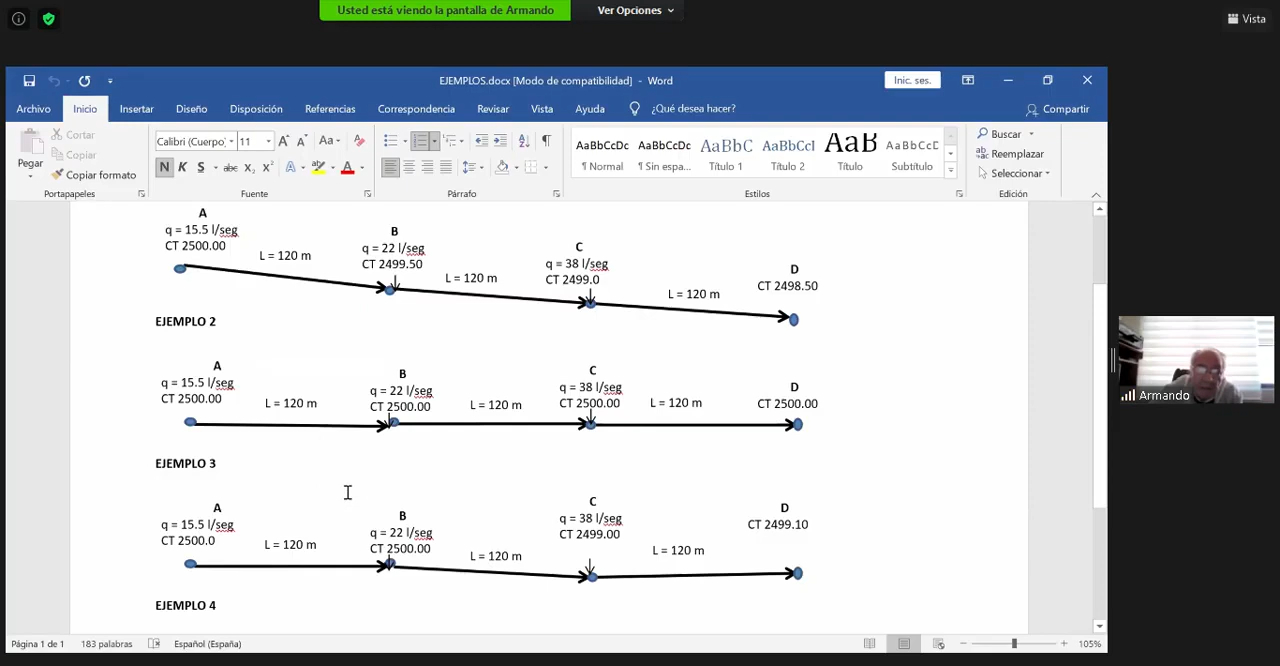 Usted está viendo la pantalla de Armando
Ver Opciones
Vista
EJEMPLOS.docx [Modo de compatibilidad] - Word
Inic. ses.
Archivo Inicio Insertar Diseño Disposición Referencias Correspondencia Revisar Vista Ayuda ¿Qué desea hacer? Compartir
Pegar
Cortar
Copiar
Copiar formato
Portapapeles
Calibri (Cuerpo) 11
N K S abc
Fuente
Párrafo
AaBbCcDc AaBbCcDc AaBbC AaBbCcI AaB AaBbCcD
¶ Normal ¶ Sin espa... Título 1 Título 2 Título Subtítulo
Estilos
Buscar
Reemplazar
Seleccionar
Edición
A
q = 15.5 l/seg
CT 2500.00
L = 120 m
B
q = 22 l/seg
CT 2499.50
L = 120 m
C
q = 38 l/seg
CT 2499.0
L = 120 m
D
CT 2498.50
EJEMPLO 2
A
q = 15.5 l/seg
CT 2500.00
L = 120 m
B
q = 22 l/seg
CT 2500.00
L = 120 m
C
q = 38 l/seg
CT 2500.00
L = 120 m
D
CT 2500.00
EJEMPLO 3
A
q = 15.5 l/seg
CT 2500.0
L = 120 m
B
q = 22 l/seg
CT 2500.00
L = 120 m
C
q = 38 l/seg
CT 2499.00
L = 120 m
D
CT 2499.10
EJEMPLO 4
Armando
Página 1 de 1 183 palabras Español (España) 105%